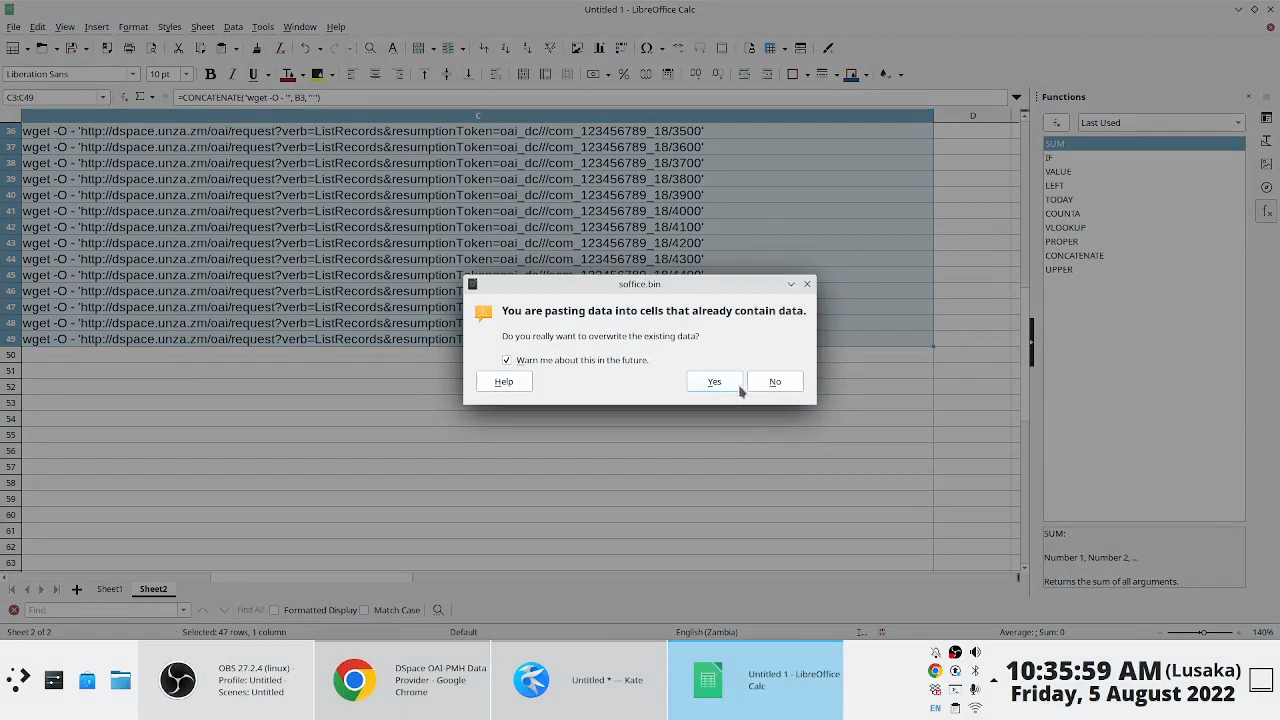 Untitled 1 - LibreOffice Calc
File Edit View Insert Format Styles Sheet Data Tools Window Help
Liberation Sans 10 pt
C3:C49 =CONCATENATE("wget -O - '", B3, "'")
Functions
Last Used
C D
36 wget -O - 'http://dspace.unza.zm/oai/request?verb=ListRecords&resumptionToken=oai_dc///com_123456789_18/3500'
37 wget -O - 'http://dspace.unza.zm/oai/request?verb=ListRecords&resumptionToken=oai_dc///com_123456789_18/3600'
38 wget -O - 'http://dspace.unza.zm/oai/request?verb=ListRecords&resumptionToken=oai_dc///com_123456789_18/3700'
39 wget -O - 'http://dspace.unza.zm/oai/request?verb=ListRecords&resumptionToken=oai_dc///com_123456789_18/3800'
40 wget -O - 'http://dspace.unza.zm/oai/request?verb=ListRecords&resumptionToken=oai_dc///com_123456789_18/3900'
41 wget -O - 'http://dspace.unza.zm/oai/request?verb=ListRecords&resumptionToken=oai_dc///com_123456789_18/4000'
42 wget -O - 'http://dspace.unza.zm/oai/request?verb=ListRecords&resumptionToken=oai_dc///com_123456789_18/4100'
43 wget -O - 'http://dspace.unza.zm/oai/request?verb=ListRecords&resumptionToken=oai_dc///com_123456789_18/4200'
44 wget -O - 'http://dspace.unza.zm/oai/request?verb=ListRecords&resumptionToken=oai_dc///com_123456789_18/4300'
45 wget -O - 'http://dspace.unza.zm/oai/request?verb=ListRecords&resumptionT
46 wget -O - 'http://dspace.unza.zm/oai/request?verb=ListRecords&resumptionT
47 wget -O - 'http://dspace.unza.zm/oai/request?verb=ListRecords&resumptionT
48 wget -O - 'http://dspace.unza.zm/oai/request?verb=ListRecords&resumptionT
49 wget -O - 'http://dspace.unza.zm/oai/request?verb=ListRecords&resumptionT
50
51
52
53
54
55
56
57
58
59
60
61
62
63
soffice.bin
You are pasting data into cells that already contain data.
Do you really want to overwrite the existing data?
Warn me about this in the future.
Help Yes No
SUM
IF
VALUE
LEFT
TODAY
COUNTA
VLOOKUP
PROPER
CONCATENATE
UPPER
SUM:
Number 1, Number 2, ...
Returns the sum of all arguments.
Sheet1 Sheet2
Find Find All Formatted Display Match Case
Sheet 2 of 2 Selected: 47 rows, 1 column Default English (Zambia) Average: ; Sum: 0 140%
OBS 27.2.4 (linux) -
Profile: Untitled -
Scenes: Untitled
DSpace OAI-PMH Data
Provider - Google
Chrome
Untitled * — Kate
Untitled 1 - LibreOffice
Calc
EN
10:35:59 AM (Lusaka)
Friday, 5 August 2022